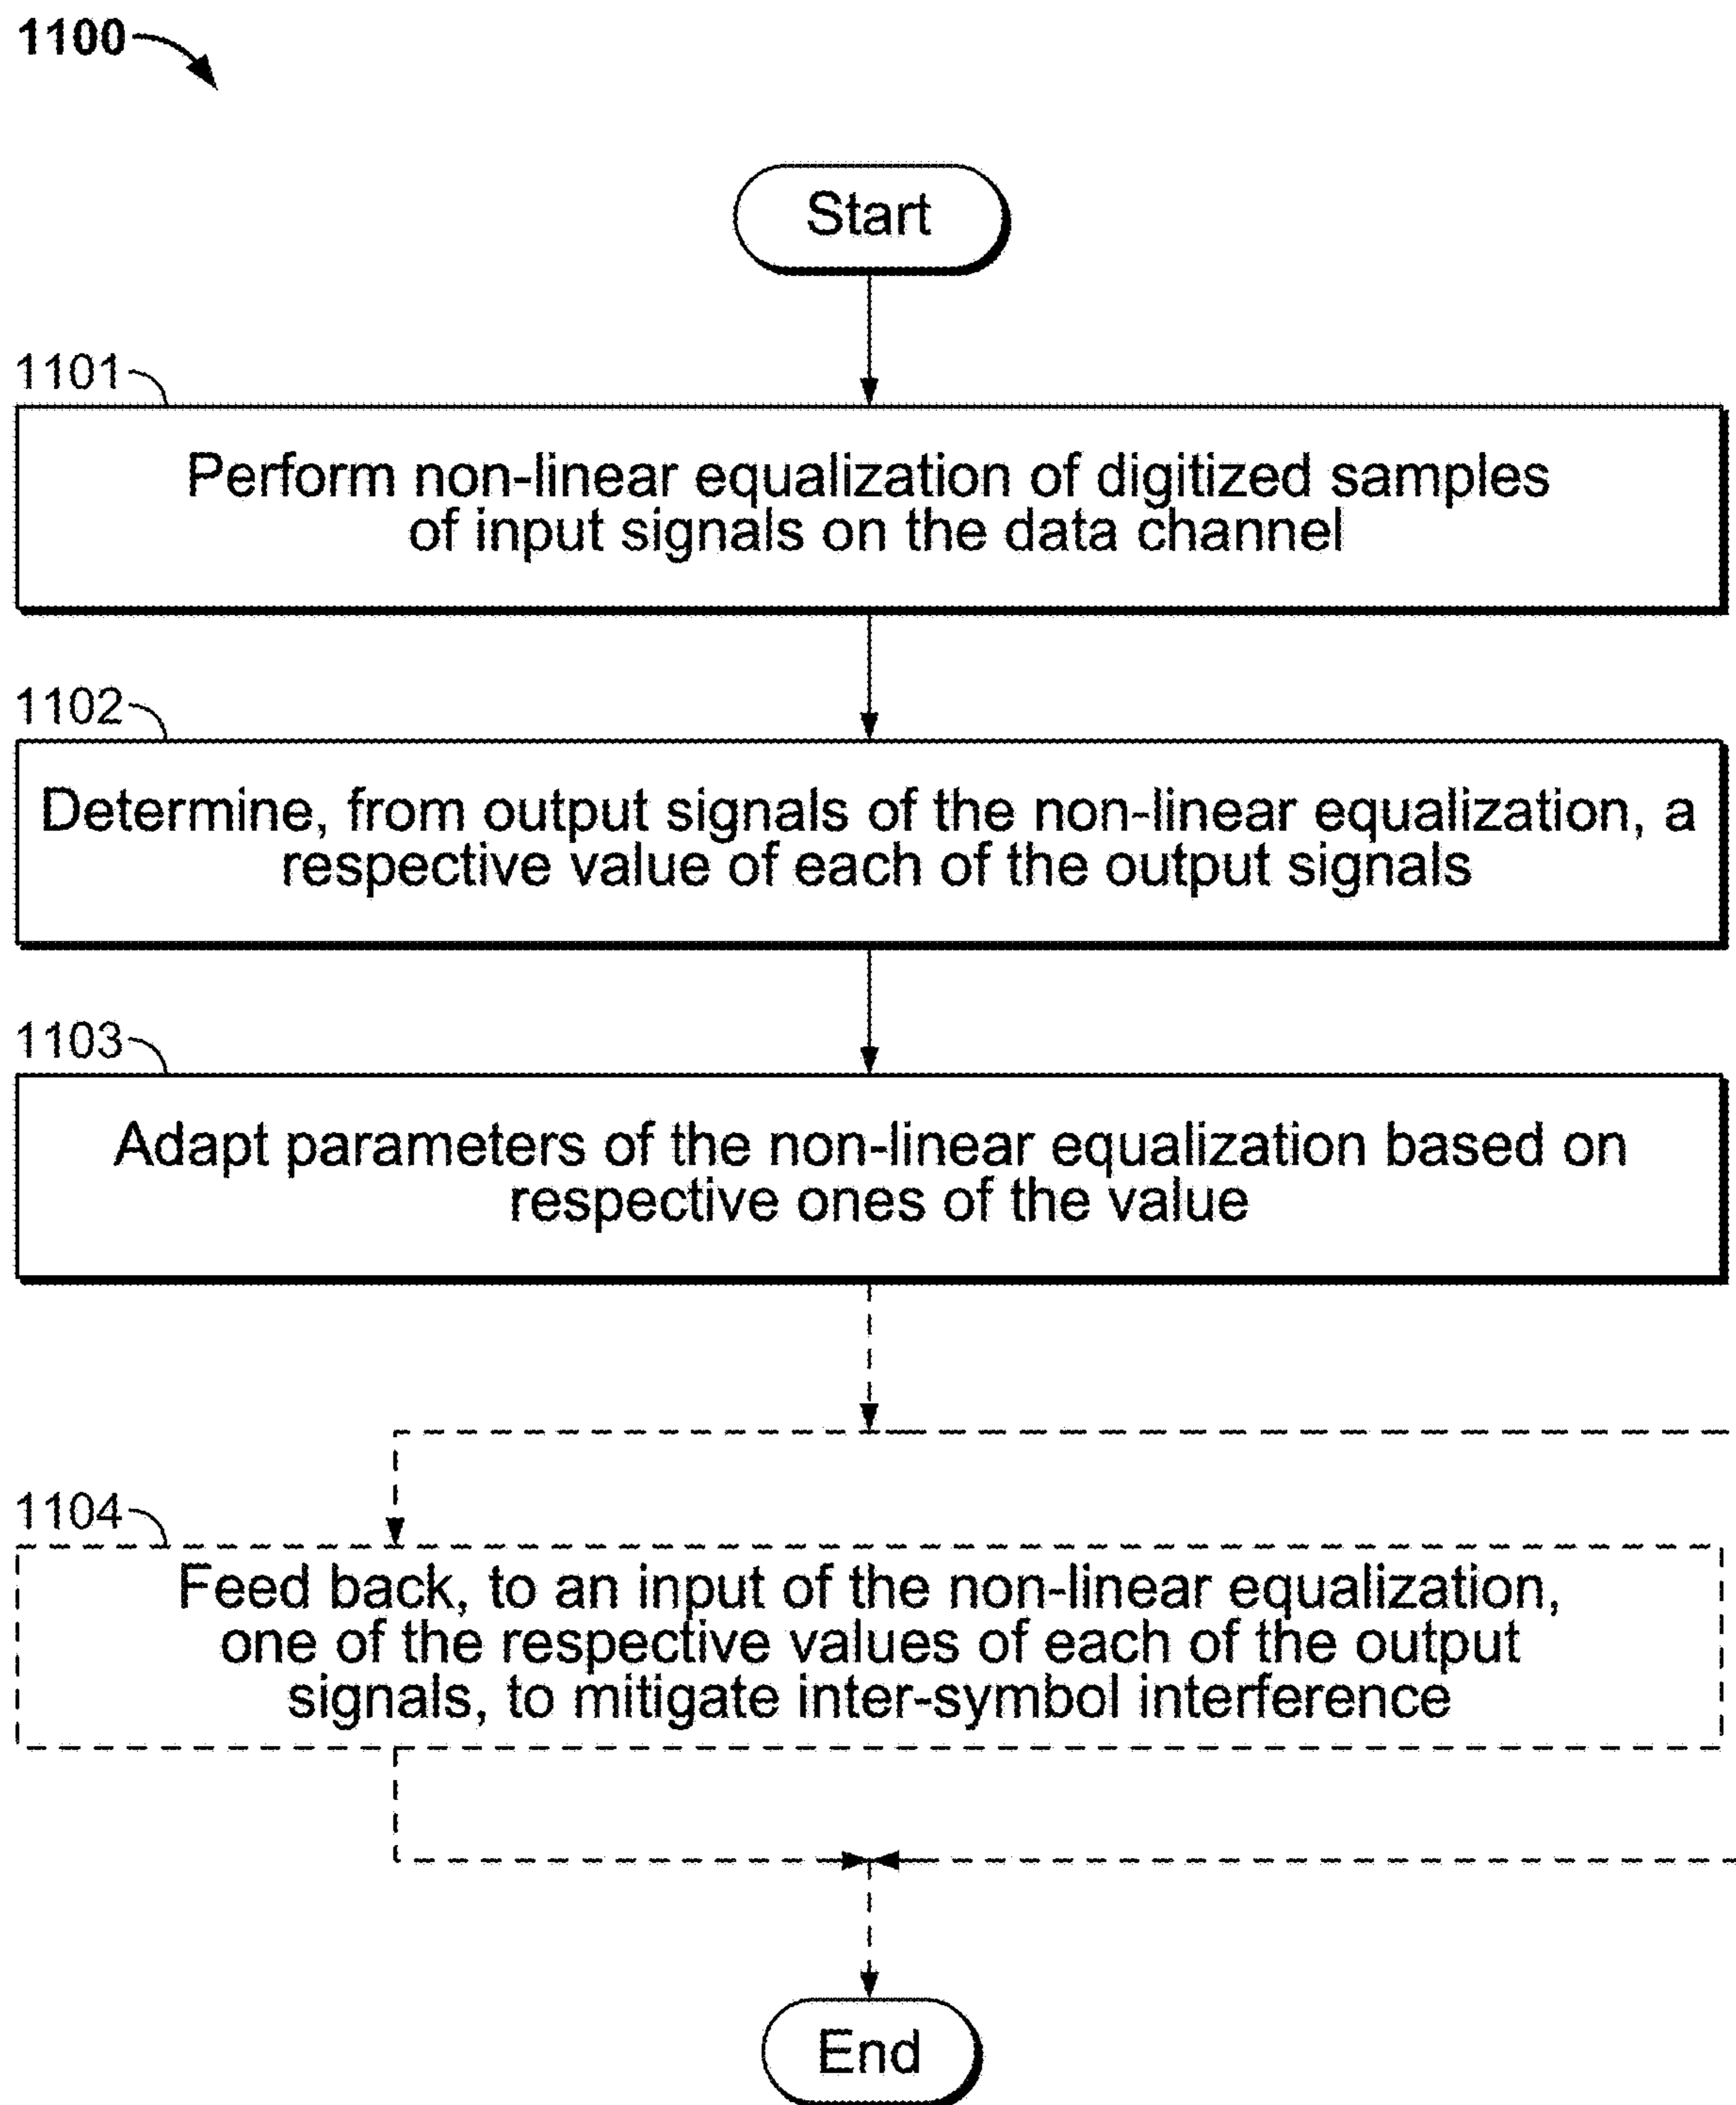 1100
Start
1101
Perform non-linear equalization of digitized samples
of input signals on the data channel
1102
Determine, from output signals of the non-linear equalization, a
respective value of each of the output signals
1103
Adapt parameters of the non-linear equalization based on
respective ones of the value
1104
Feed back, to an input of the non-linear equalization,
one of the respective values of each of the output
signals, to mitigate inter-symbol interference
End